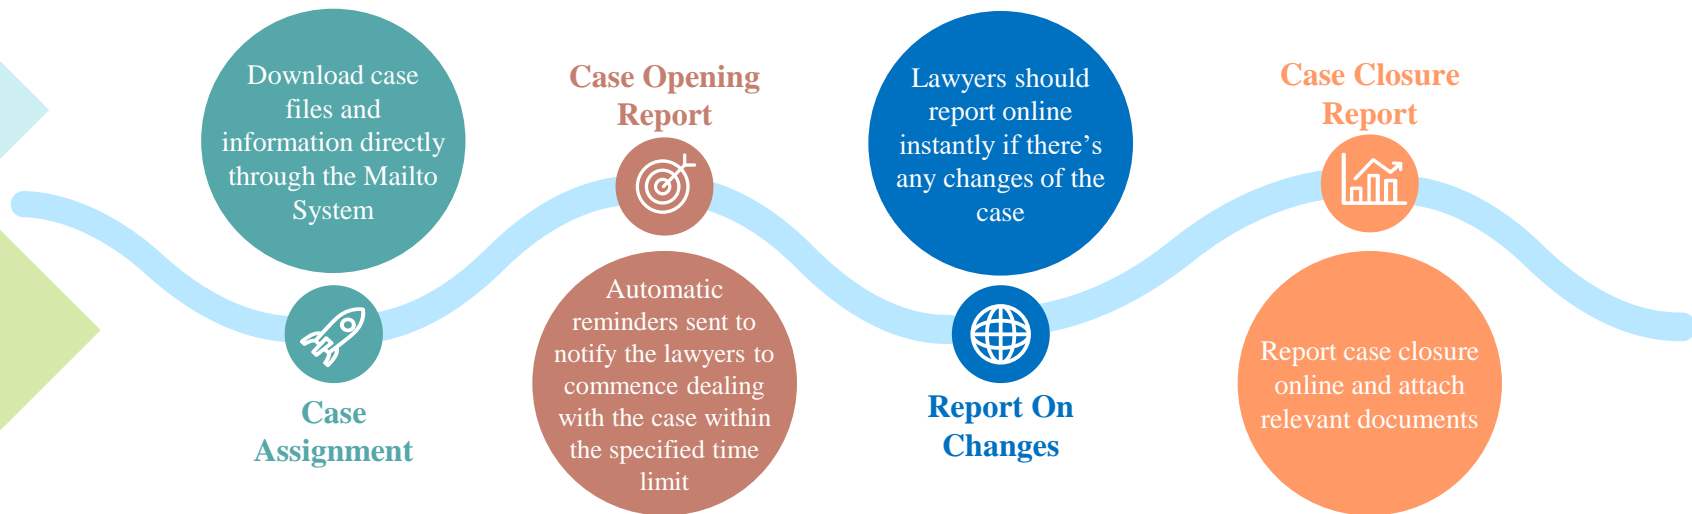 Download case
files and
information directly
through the Mailto
System
Case
Assignment
Case Opening
Report
Automatic
reminders sent to
notify the lawyers to
commence dealing
with the case within
the specified time
limit
Lawyers should
report online
instantly if there’s
any changes of the
case
Report On
Changes
Case Closure
Report
Report case closure
online and attach
relevant documents